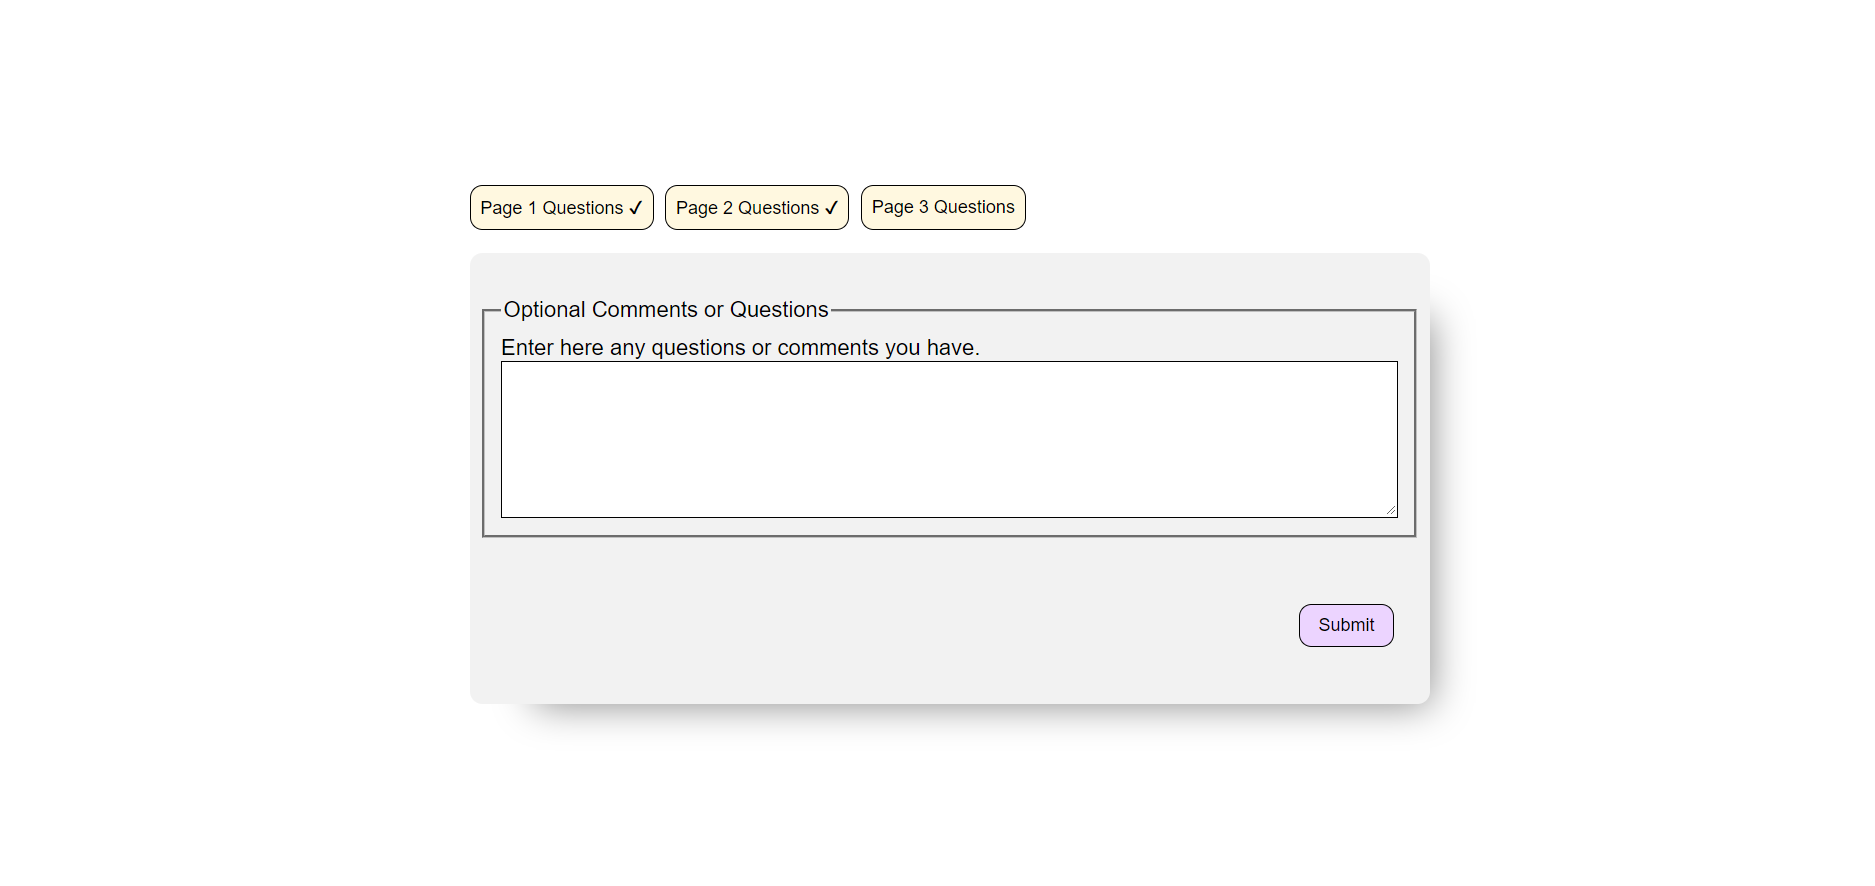 Page 1 Questions ✓ Page 2 Questions ✓ Page 3 Questions
Optional Comments or Questions
Enter here any questions or comments you have.
Submit